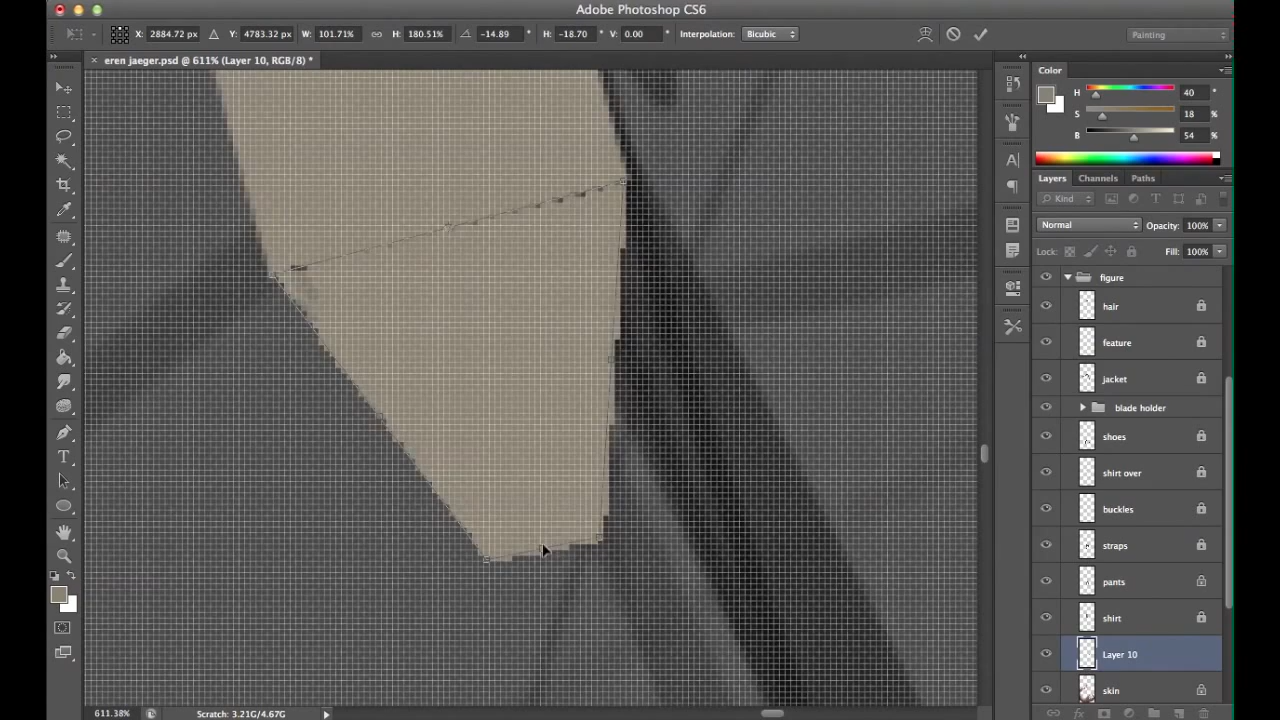 Adobe Photoshop CS6
X: 2884.72 px Y: 4783.32 px W: 101.71% H: 180.51% -14.89 ° H: -18.70 ° V: 0.00 ° Interpolation: Bicubic Painting
eren jaeger.psd @ 611% (Layer 10, RGB/8) *
Color
H 40 °
S 18 %
B 54 %
Layers Channels Paths
Kind
Normal Opacity: 100%
Lock: Fill: 100%
figure
hair
feature
jacket
blade holder
shoes
shirt over
buckles
straps
pants
shirt
Layer 10
skin
611.38% Scratch: 3.21G/4.67G